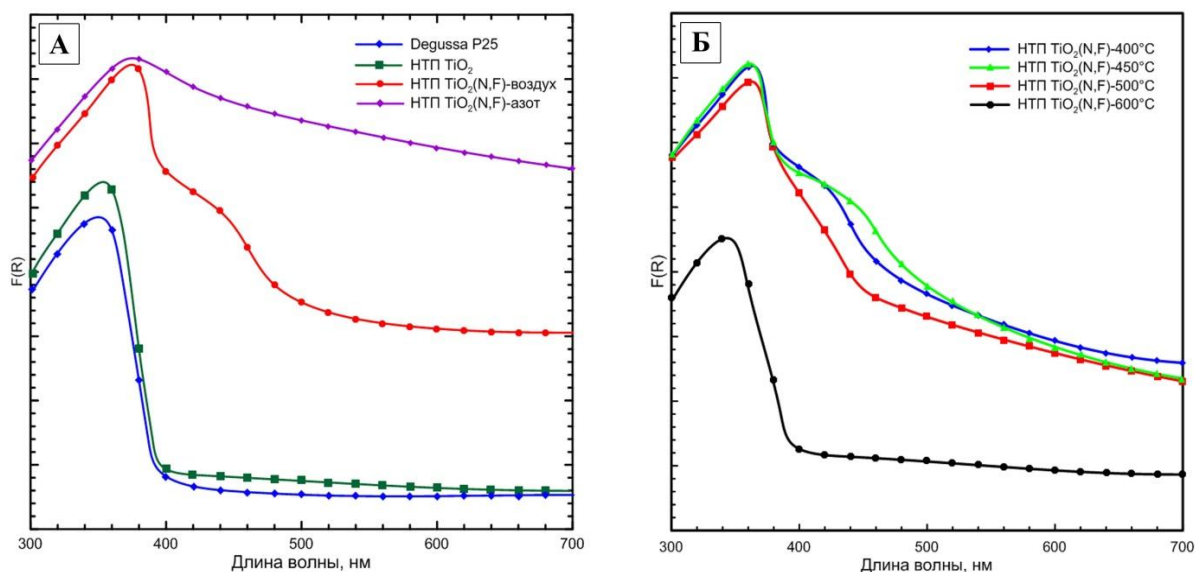 А
Degussa P25
НТП TiO₂
НТП TiO₂(N,F)-воздух
НТП TiO₂(N,F)-азот
F(R)
300 400 500 600 700
Длина волны, нм
Б
НТП TiO₂(N,F)-400°C
НТП TiO₂(N,F)-450°C
НТП TiO₂(N,F)-500°C
НТП TiO₂(N,F)-600°C
F(R)
300 400 500 600 700
Длина волны, нм